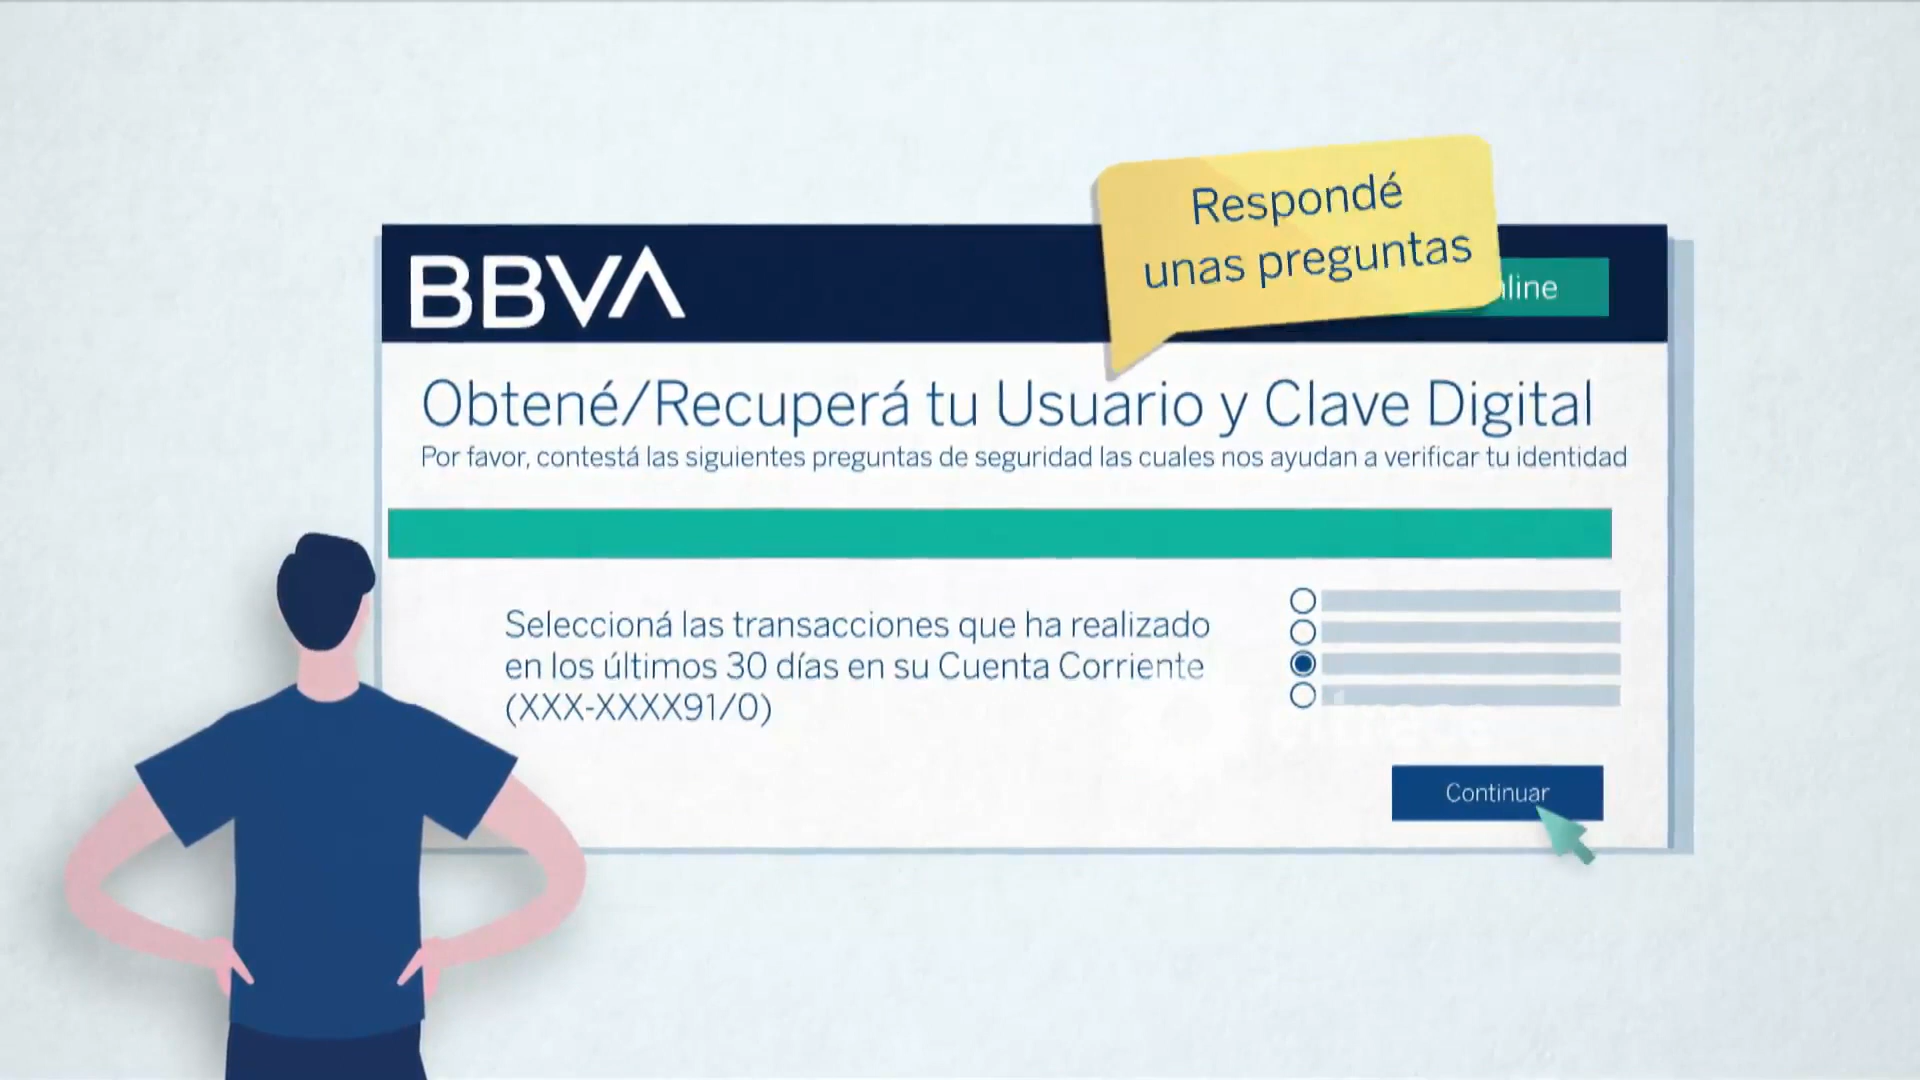 Respondé
unas preguntas
BBVA
Obtené/Recuperá tu Usuario y Clave Digital
Por favor, contestá las siguientes preguntas de seguridad las cuales nos ayudan a verificar tu identidad
Seleccioná las transacciones que ha realizado
en los últimos 30 días en su Cuenta Corriente
(XXX-XXXX91/0)
Continuar